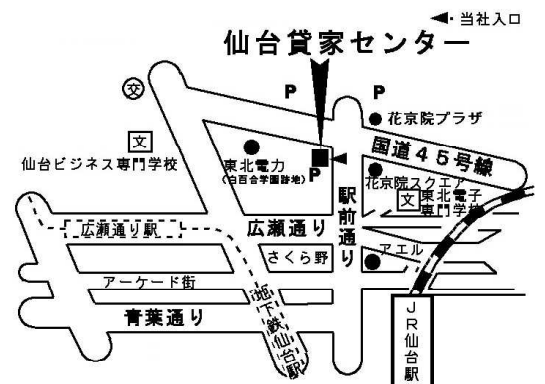 ◀・当社入口
仙台貸家センター
P
P
交
花京院プラザ
文
国道45号線
仙台ビジネス専門学校
東北電力
(白百合学園跡地)
P
花京院スクエア
文
東北電子
専門学校
駅前通り
広瀬通り
広瀬通り駅
さくら野
アエル
アーケード街
地下鉄仙台駅
青葉通り
JR仙台駅